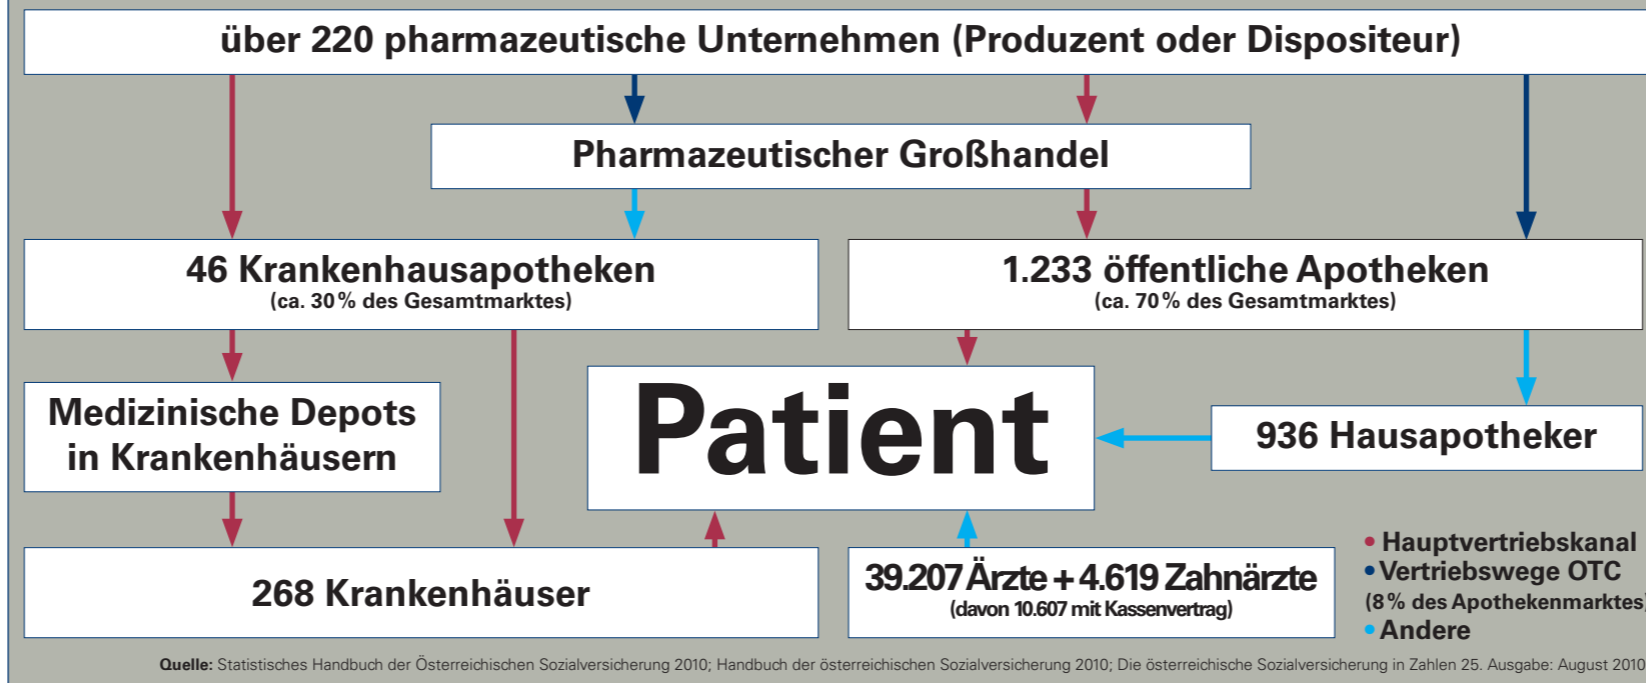 über 220 pharmazeutische Unternehmen (Produzent oder Dispositeur)
Pharmazeutischer Großhandel
46 Krankenhausapotheken
(ca. 30 % des Gesamtmarktes)
1.233 öffentliche Apotheken
(ca. 70 % des Gesamtmarktes)
Medizinische Depots
in Krankenhäusern
Patient
936 Hausapotheker
268 Krankenhäuser
39.207 Ärzte + 4.619 Zahnärzte
(davon 10.607 mit Kassenvertrag)
• Hauptvertriebskanal
• Vertriebswege OTC
(8 % des Apothekenmarktes)
• Andere
Quelle: Statistisches Handbuch der Österreichischen Sozialversicherung 2010; Handbuch der österreichischen Sozialversicherung 2010; Die österreichische Sozialversicherung in Zahlen 25. Ausgabe: August 2010